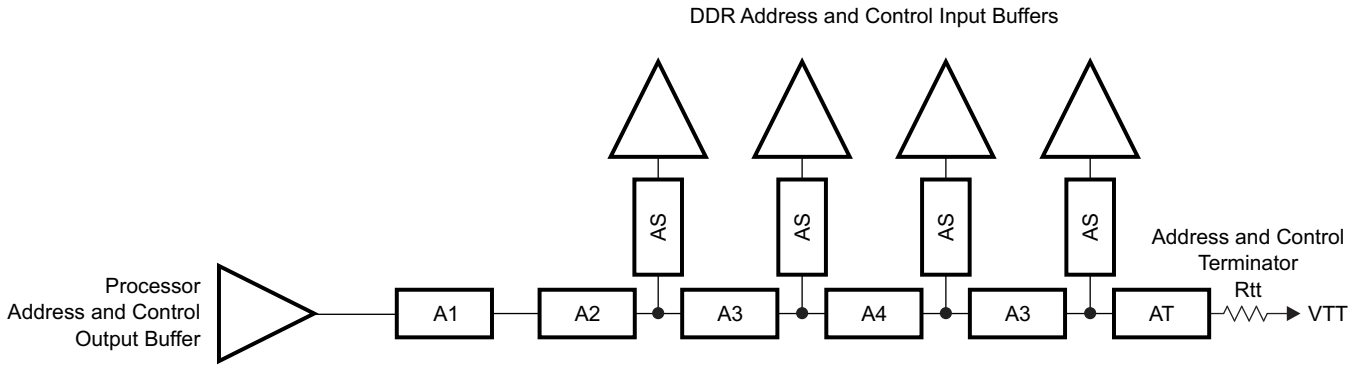 DDR Address and Control Input Buffers
AS
AS
AS
AS
Address and Control
Terminator
Rtt
Processor
Address and Control
Output Buffer
A1
A2
A3
A4
A3
AT
VTT